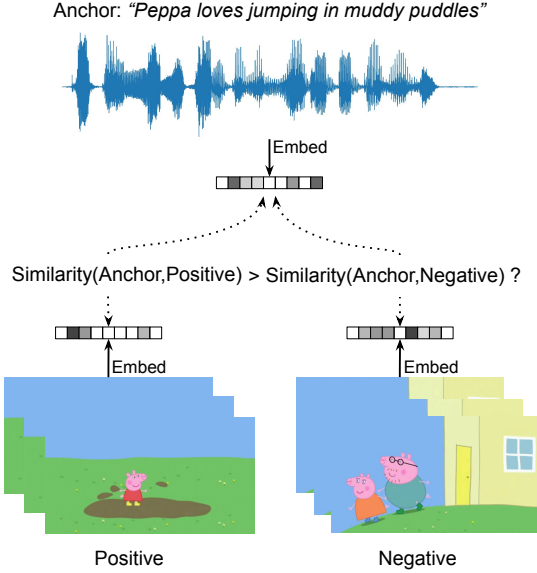 Anchor: “Peppa loves jumping in muddy puddles”
Embed
Similarity(Anchor,Positive) > Similarity(Anchor,Negative) ?
Embed
Embed
Positive
Negative